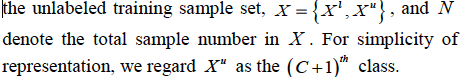 the unlabeled training sample set, X = {X^l, X^u}, and N
denote the total sample number in X. For simplicity of
representation, we regard X^u as the (C+1)^th class.